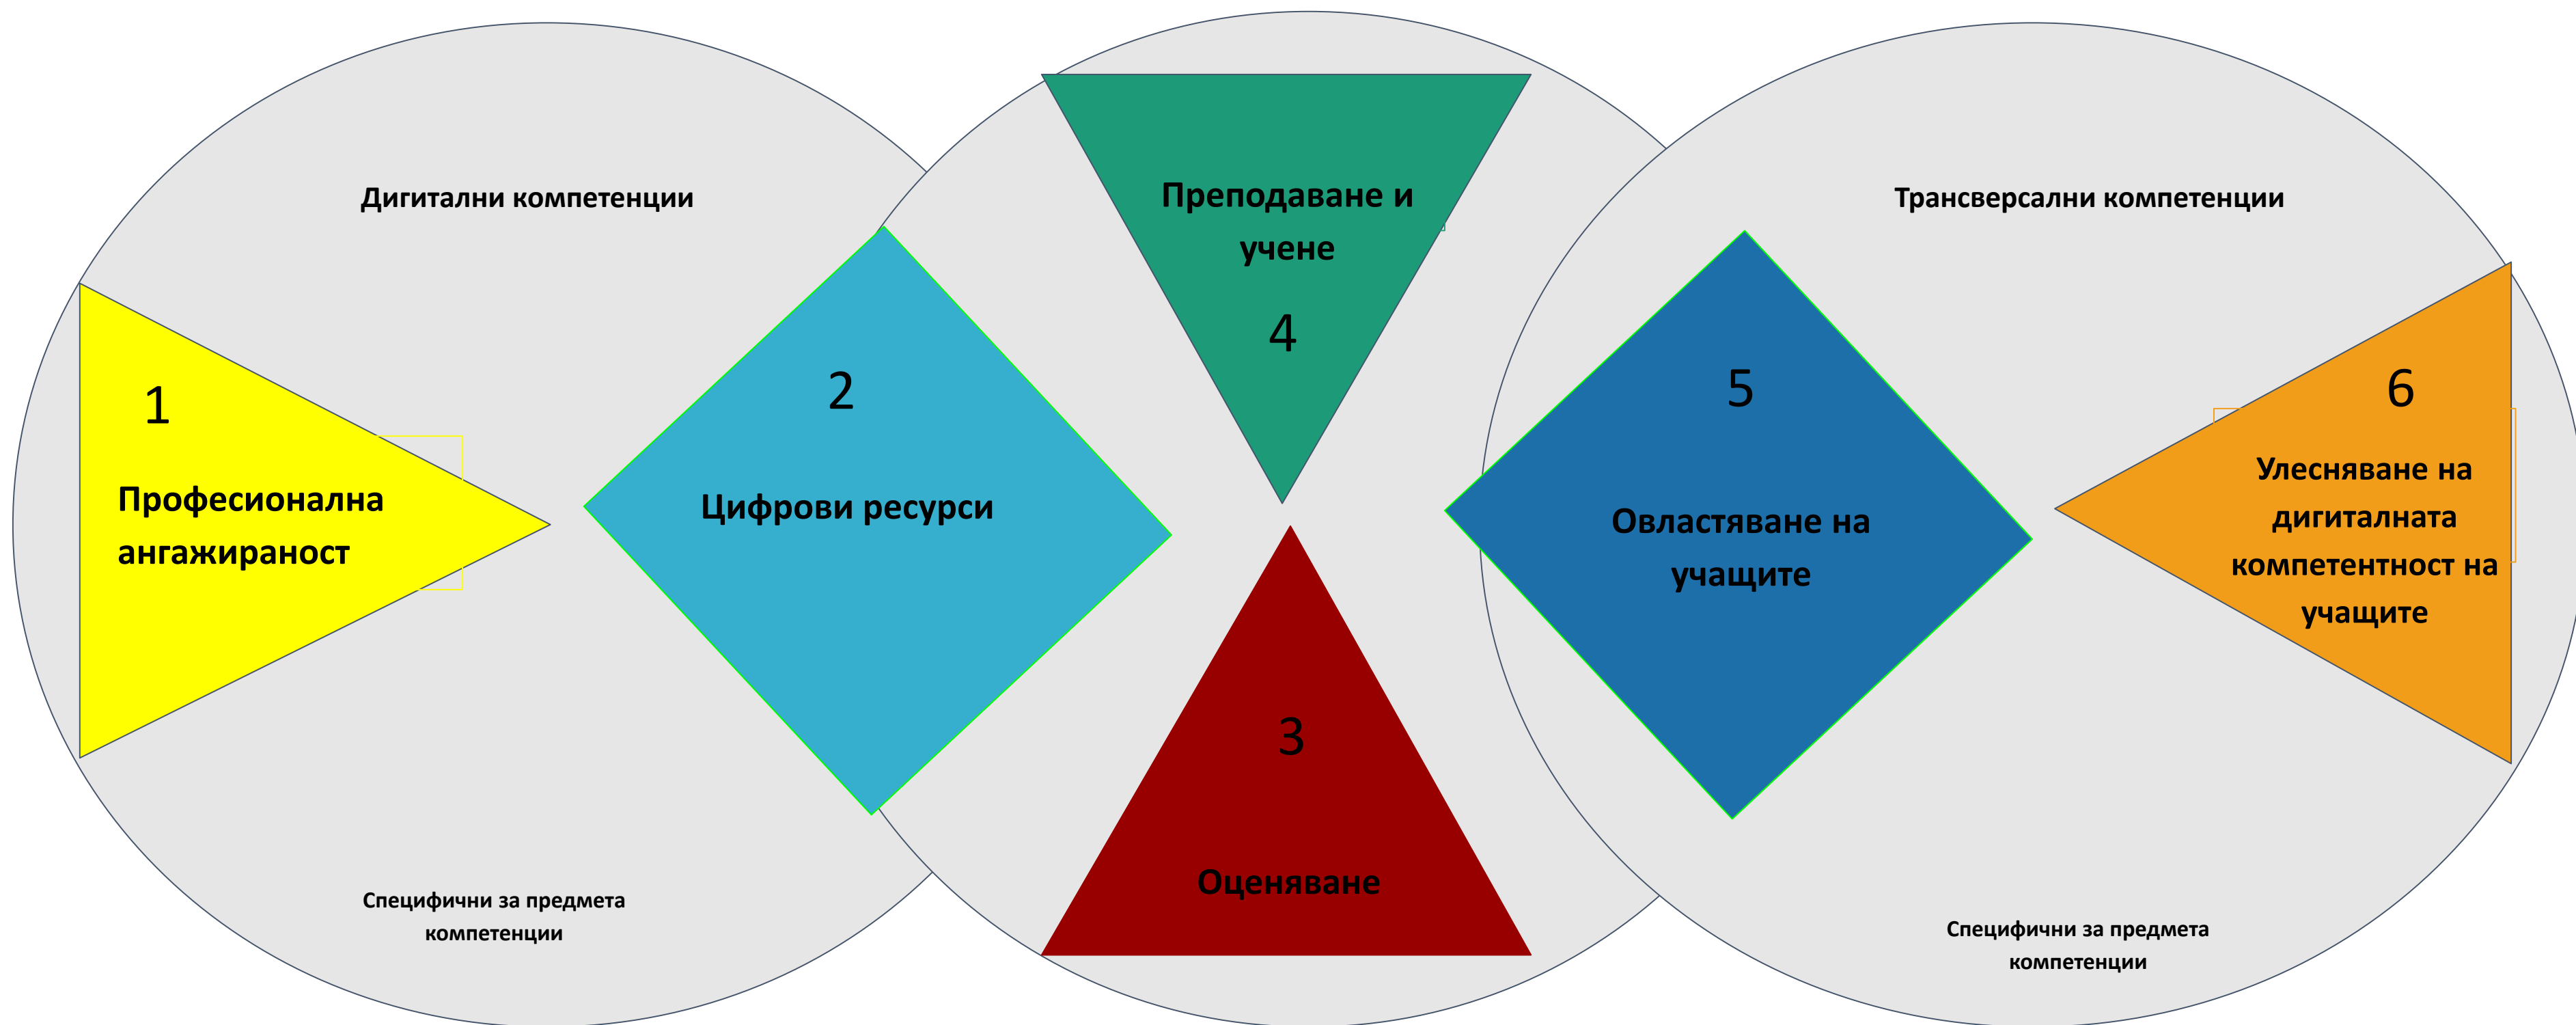 Дигитални компетенции
1
Професионална
ангажираност
Специфични за предмета
компетенции
2
Цифрови ресурси
Преподаване и
учене
4
3
Оценяване
Трансверсални компетенции
5
Овластяване на
учащите
6
Улесняване на
дигиталната
компетентност на
учащите
Специфични за предмета
компетенции